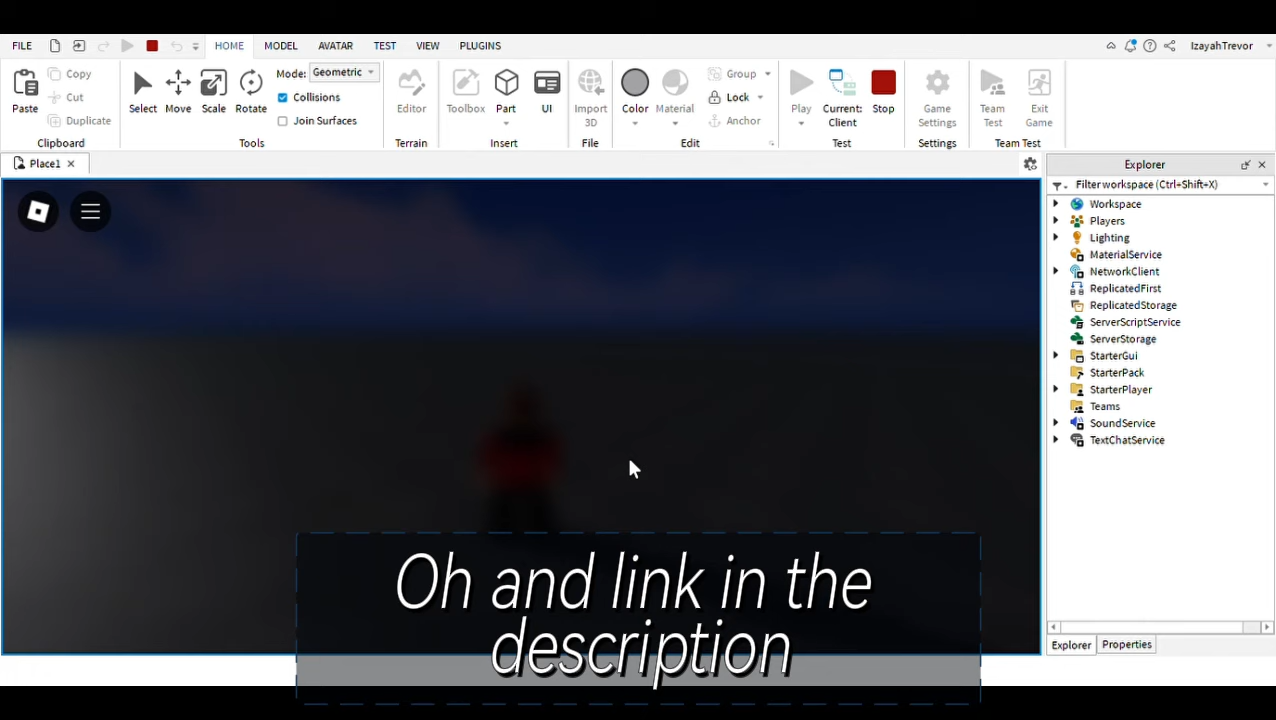 FILE HOME MODEL AVATAR TEST VIEW PLUGINS IzayahTrevor
Paste Copy Cut Duplicate
Clipboard
Select Move Scale Rotate
Mode: Geometric
Collisions
Join Surfaces
Tools
Editor
Terrain
Toolbox Part UI
Insert
Import 3D
File
Color Material Group Lock Anchor
Edit
Play Current: Client Stop
Test
Game Settings
Settings
Team Test Exit Game
Team Test
Place1
Explorer
Filter workspace (Ctrl+Shift+X)
Workspace
Players
Lighting
MaterialService
NetworkClient
ReplicatedFirst
ReplicatedStorage
ServerScriptService
ServerStorage
StarterGui
StarterPack
StarterPlayer
Teams
SoundService
TextChatService
Explorer Properties
Oh and link in the
description